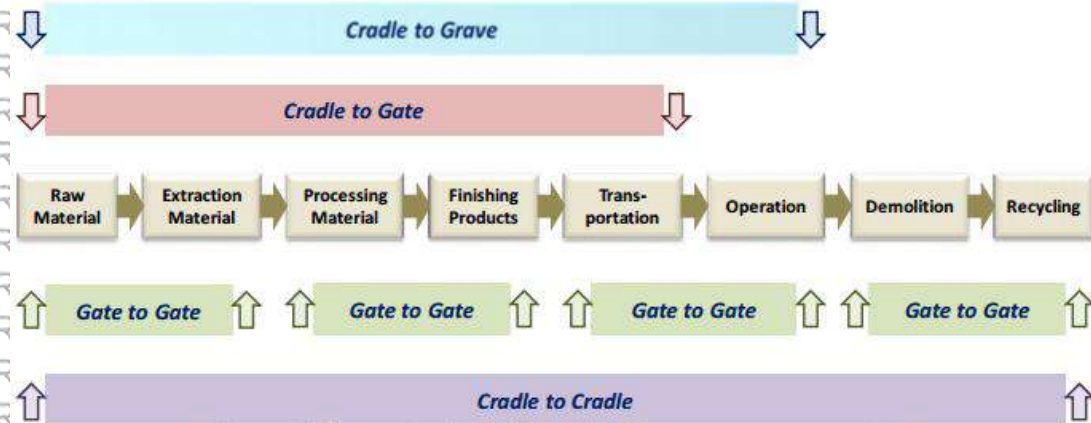 Cradle to Grave
Cradle to Gate
Raw
Material
Extraction
Material
Processing
Material
Finishing
Products
Trans-
portation
Operation
Demolition
Recycling
Gate to Gate
Gate to Gate
Gate to Gate
Gate to Gate
Cradle to Cradle